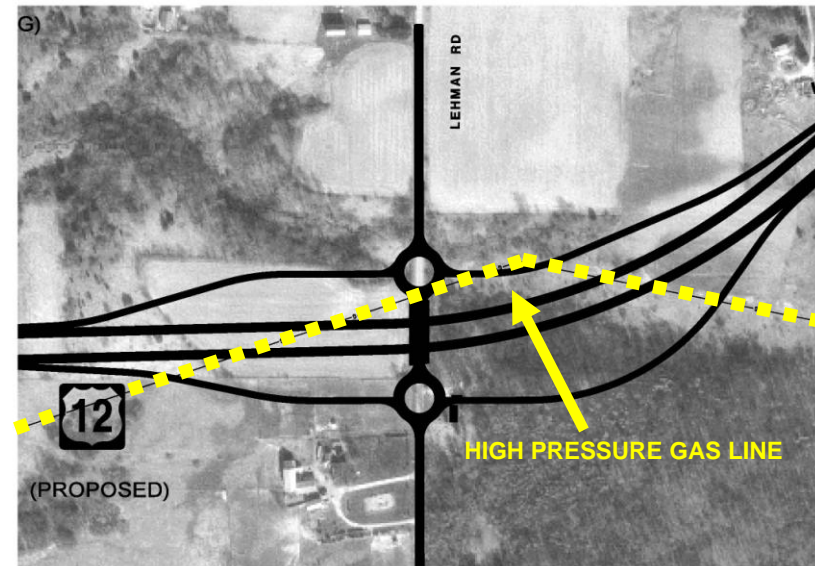 G)
LEHMAN RD
12
HIGH PRESSURE GAS LINE
(PROPOSED)